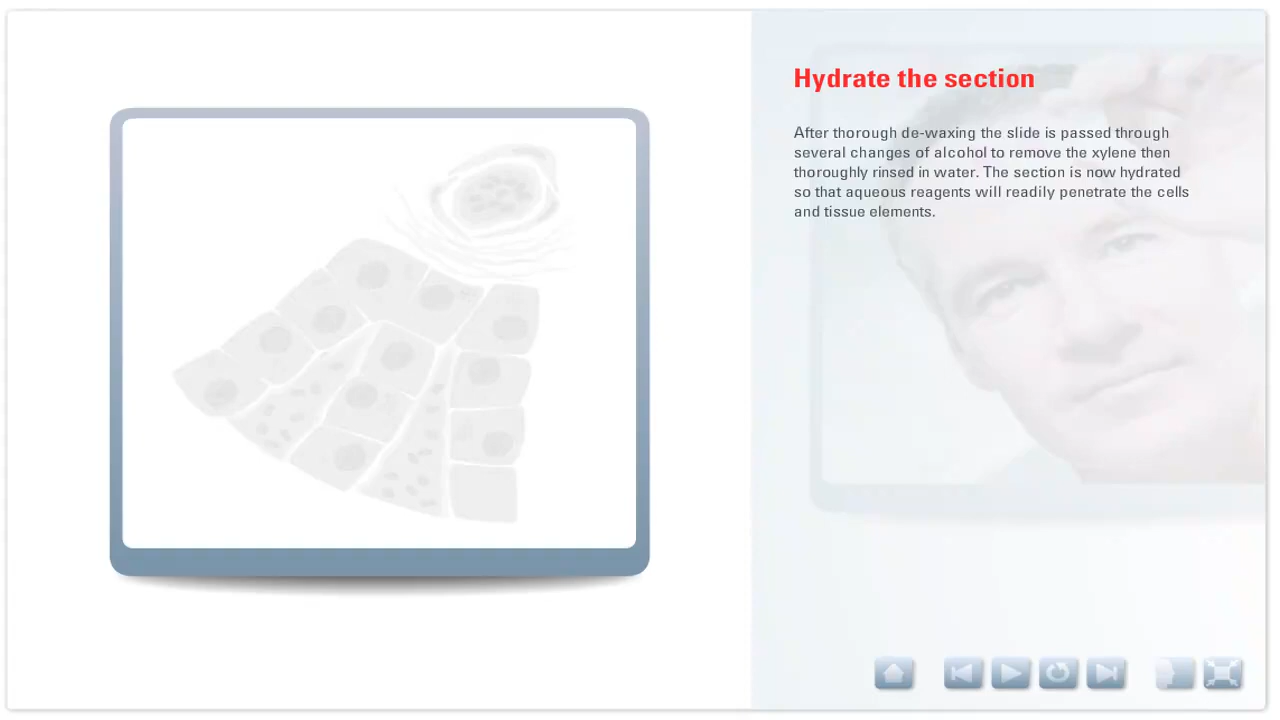 Hydrate the section
After thorough de-waxing the slide is passed through
several changes of alcohol to remove the xylene then
thoroughly rinsed in water. The section is now hydrated
so that aqueous reagents will readily penetrate the cells
and tissue elements.